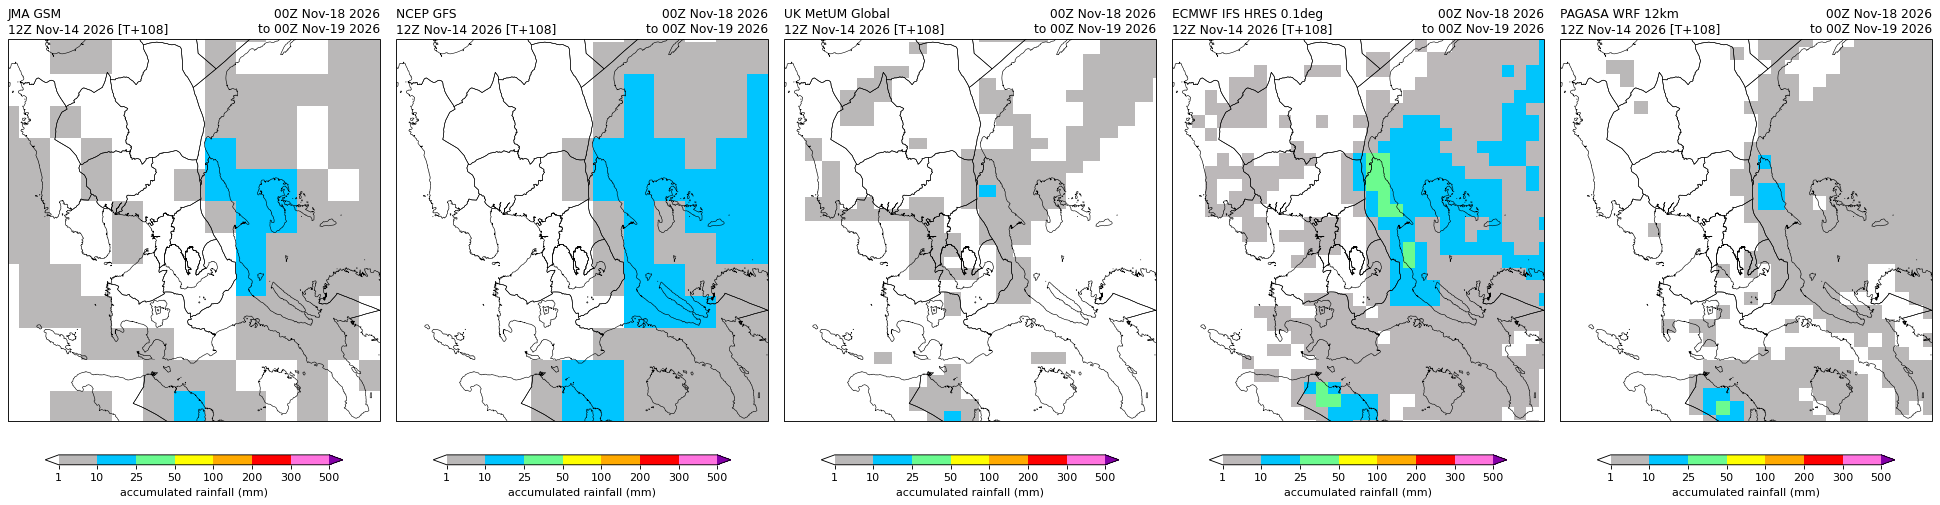 JMA GSM 00Z Nov-18 2026
12Z Nov-14 2026 [T+108] to 00Z Nov-19 2026
1 10 25 50 100 200 300 500
accumulated rainfall (mm)
NCEP GFS 00Z Nov-18 2026
12Z Nov-14 2026 [T+108] to 00Z Nov-19 2026
1 10 25 50 100 200 300 500
accumulated rainfall (mm)
UK MetUM Global 00Z Nov-18 2026
12Z Nov-14 2026 [T+108] to 00Z Nov-19 2026
1 10 25 50 100 200 300 500
accumulated rainfall (mm)
ECMWF IFS HRES 0.1deg 00Z Nov-18 2026
12Z Nov-14 2026 [T+108] to 00Z Nov-19 2026
1 10 25 50 100 200 300 500
accumulated rainfall (mm)
PAGASA WRF 12km 00Z Nov-18 2026
12Z Nov-14 2026 [T+108] to 00Z Nov-19 2026
1 10 25 50 100 200 300 500
accumulated rainfall (mm)